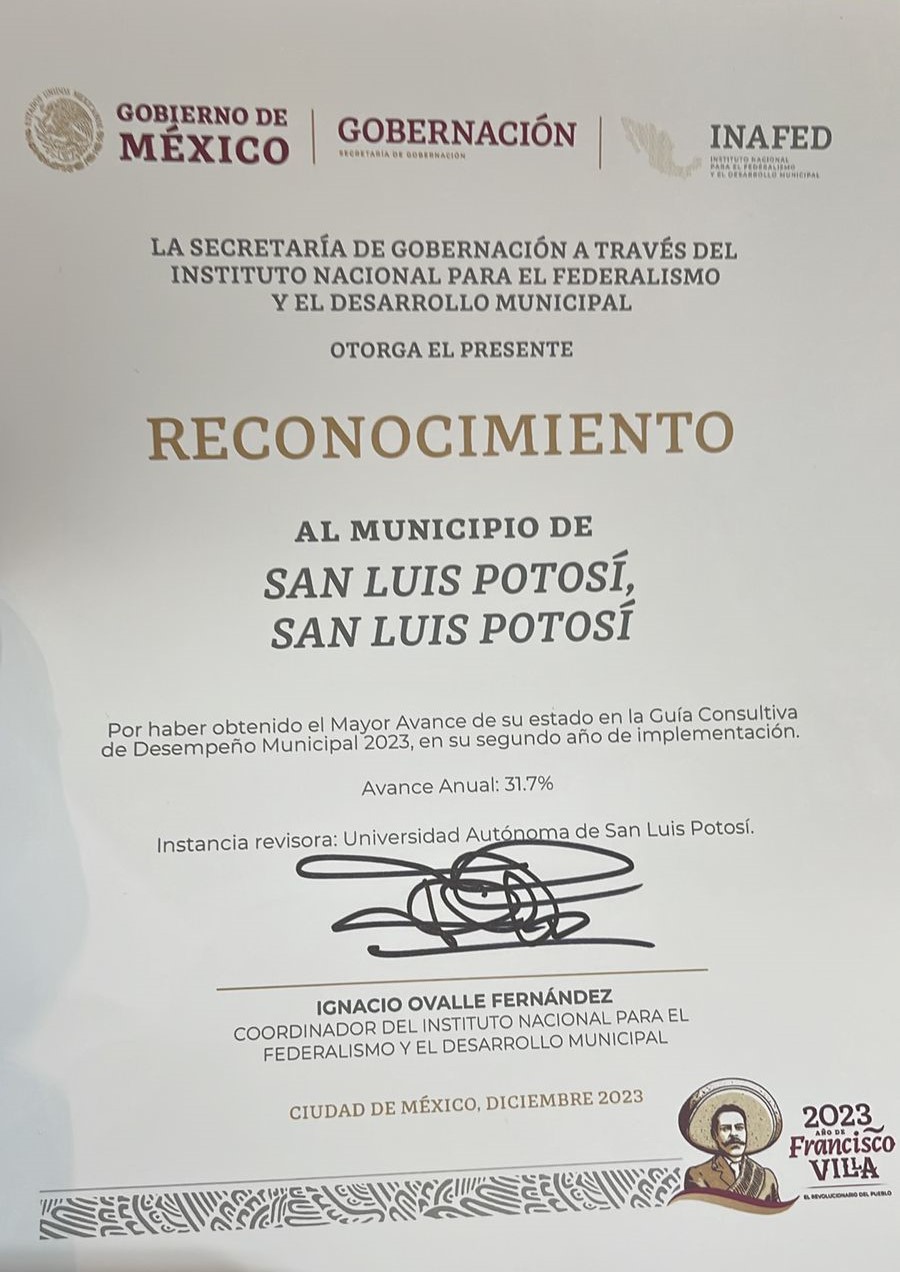 GOBIERNO DE
MÉXICO
GOBERNACIÓN
SECRETARÍA DE GOBERNACIÓN
INAFED
INSTITUTO NACIONAL
PARA EL FEDERALISMO
Y EL DESARROLLO MUNICIPAL
LA SECRETARÍA DE GOBERNACIÓN A TRAVÉS DEL
INSTITUTO NACIONAL PARA EL FEDERALISMO
Y EL DESARROLLO MUNICIPAL
OTORGA EL PRESENTE
RECONOCIMIENTO
AL MUNICIPIO DE
SAN LUIS POTOSÍ,
SAN LUIS POTOSÍ
Por haber obtenido el Mayor Avance de su estado en la Guía Consultiva
de Desempeño Municipal 2023, en su segundo año de implementación.
Avance Anual: 31.7%
Instancia revisora: Universidad Autónoma de San Luis Potosí.
IGNACIO OVALLE FERNÁNDEZ
COORDINADOR DEL INSTITUTO NACIONAL PARA EL
FEDERALISMO Y EL DESARROLLO MUNICIPAL
CIUDAD DE MÉXICO, DICIEMBRE 2023
2023
AÑO DE
Francisco
VILLA
EL REVOLUCIONARIO DEL PUEBLO